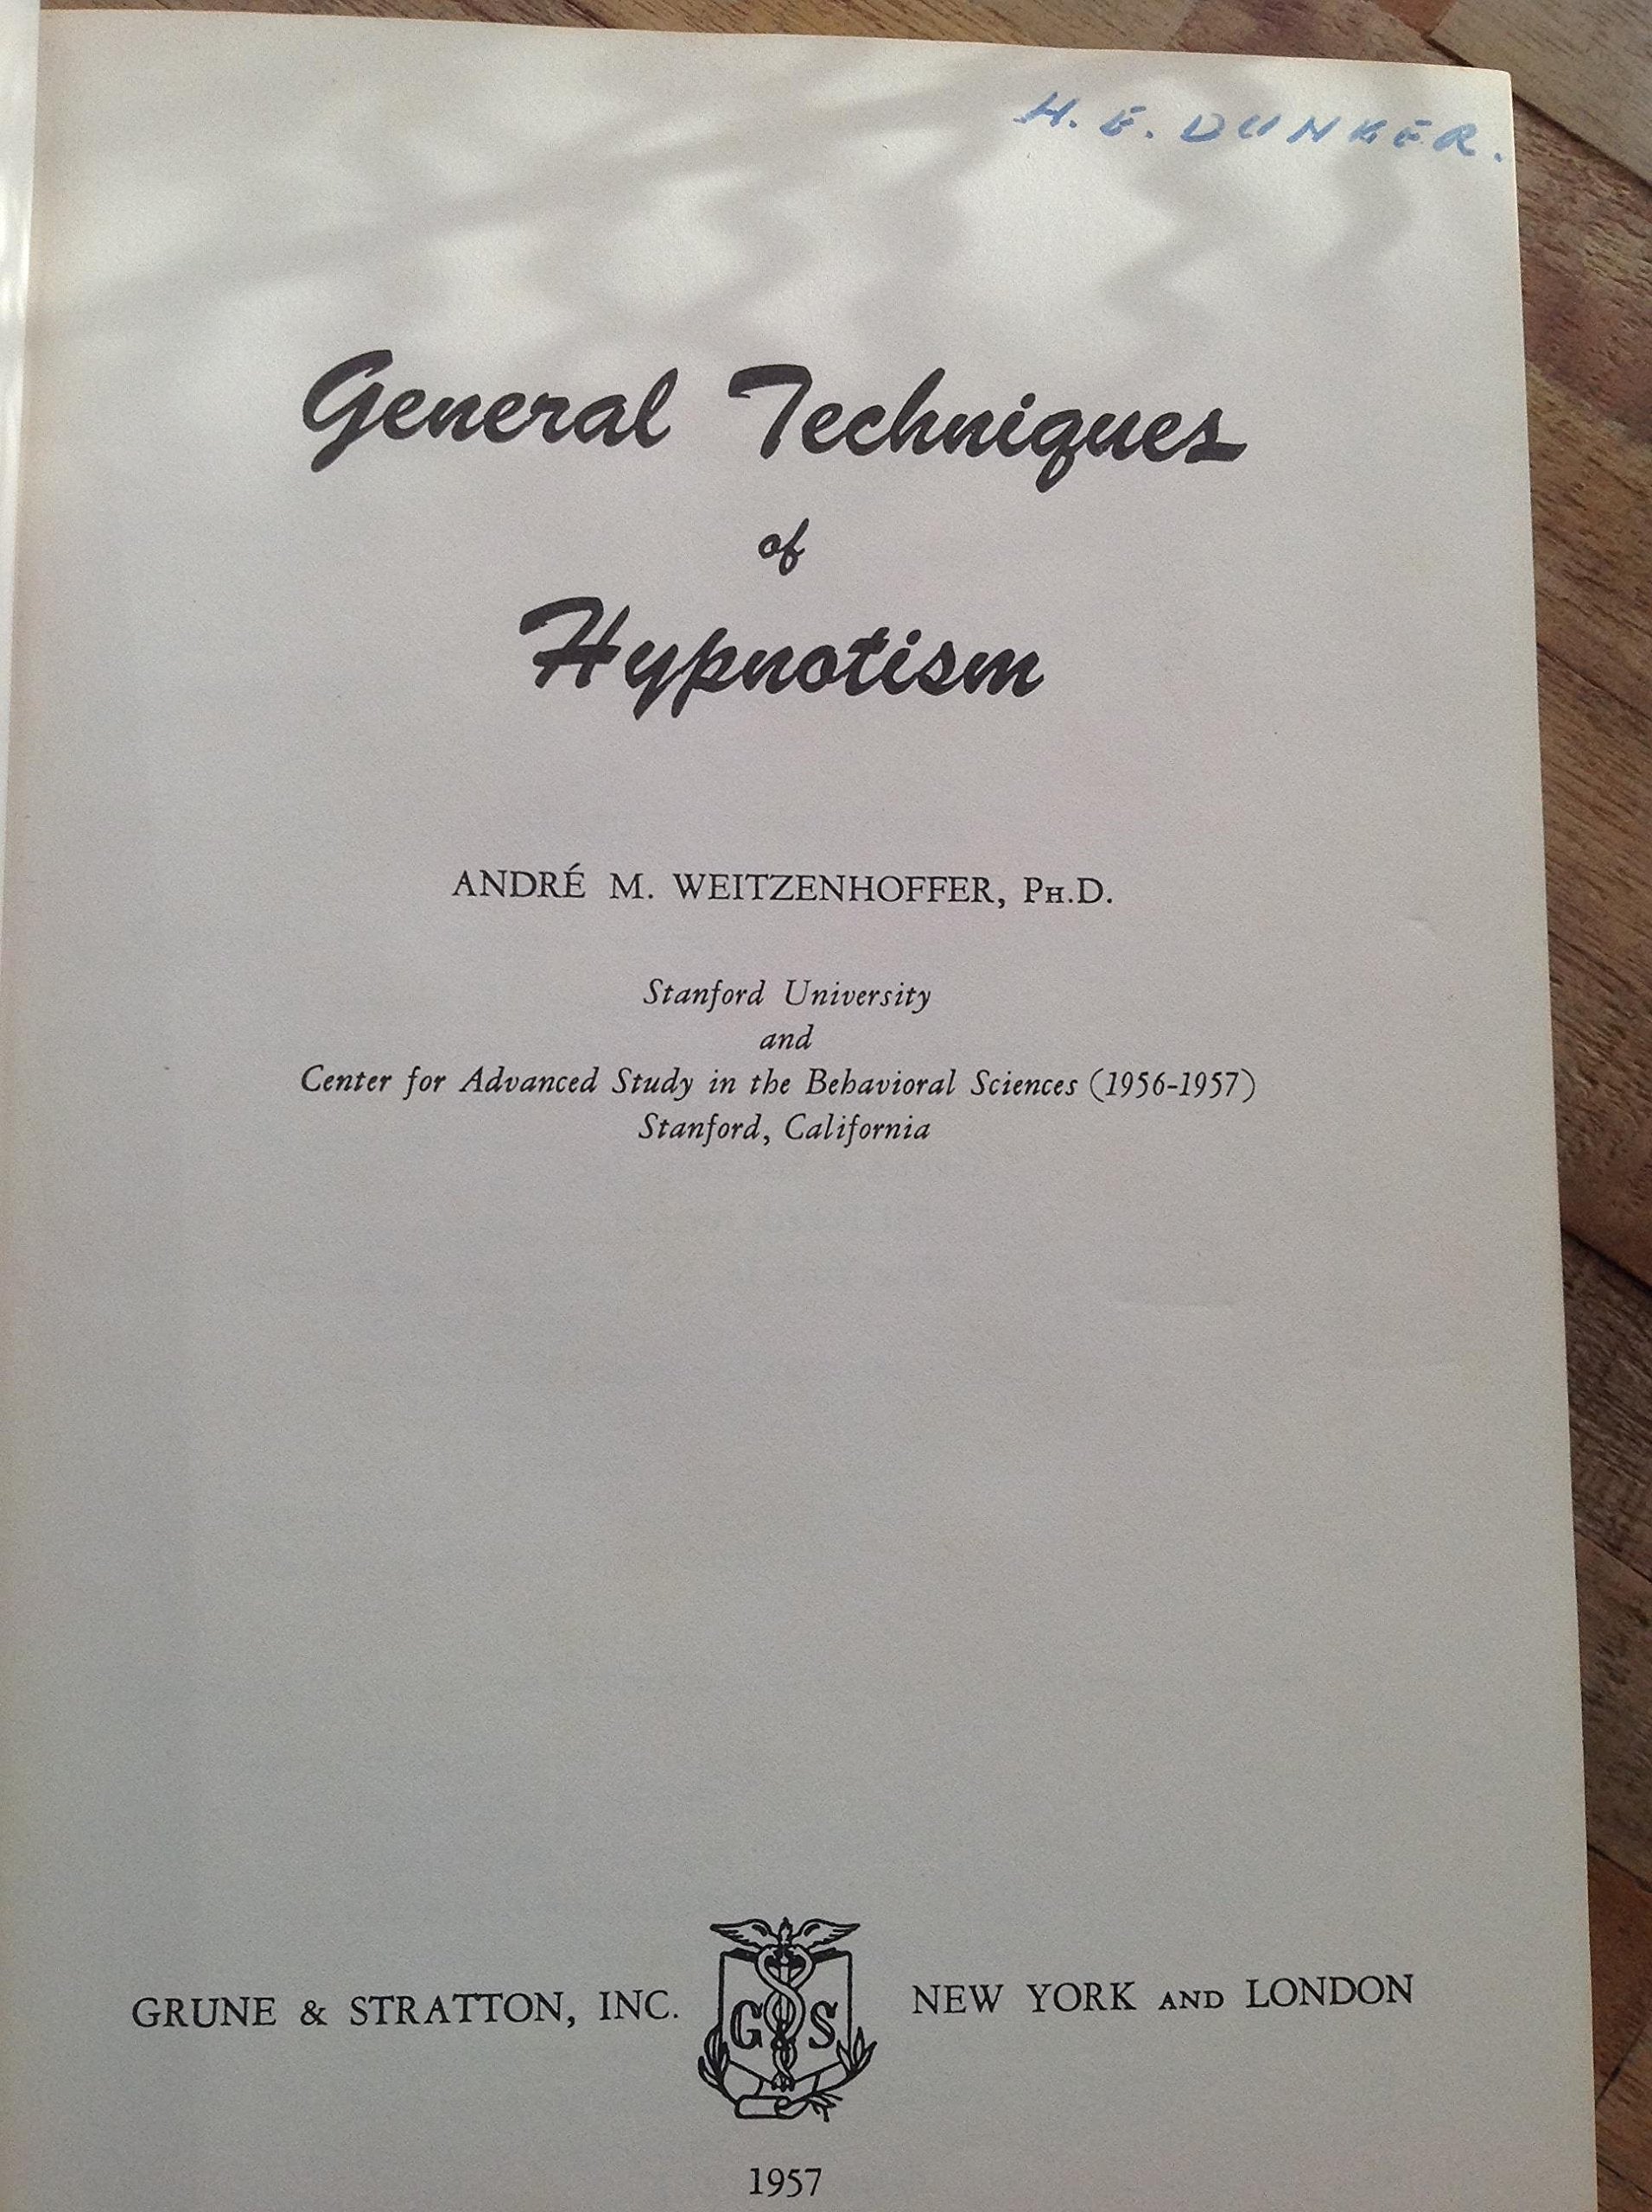 H. E. DUNKER.
General Techniques
of
Hypnotism
ANDRÉ M. WEITZENHOFFER, PH.D.
Stanford University
and
Center for Advanced Study in the Behavioral Sciences (1956-1957)
Stanford, California
GRUNE & STRATTON, INC. G S NEW YORK AND LONDON
1957